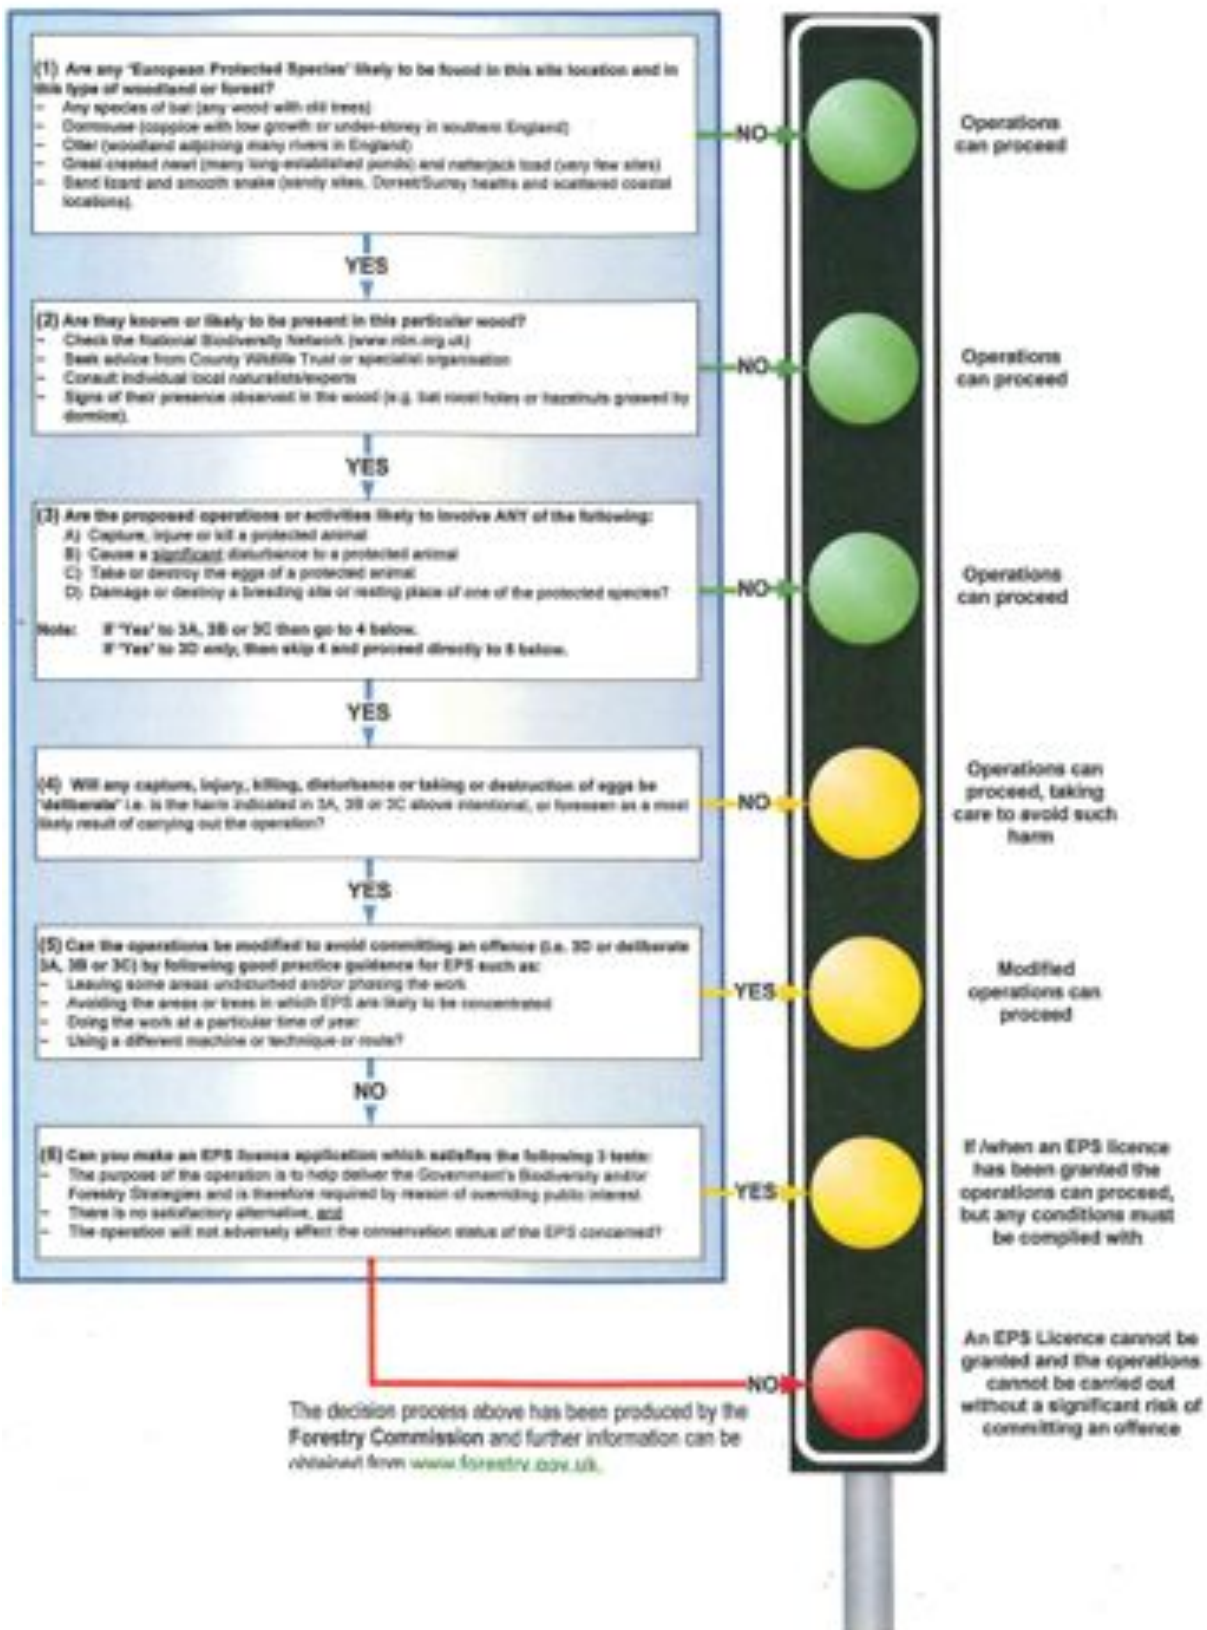 (1) Are any 'European Protected Species' likely to be found in this site location and in
this type of woodland or forest?
- Any species of bat (any wood with old trees)
- Dormouse (coppice with low growth or under-storey in southern England)
- Otter (woodland adjoining many rivers in England)
- Great crested newt (many long-established ponds) and natterjack toad (very few sites)
- Sand lizard and smooth snake (sandy sites, Dorset/Surrey heaths and scattered coastal
locations).
NO
Operations
can proceed
YES
(2) Are they known or likely to be present in this particular wood?
- Check the National Biodiversity Network (www.nbn.org.uk)
- Seek advice from County Wildlife Trust or specialist organisation
- Consult individual local naturalists/experts
- Signs of their presence observed in the wood (e.g. bat roost holes or hazelnuts gnawed by
dormice).
NO
Operations
can proceed
YES
(3) Are the proposed operations or activities likely to involve ANY of the following:
A) Capture, injure or kill a protected animal
B) Cause a significant disturbance to a protected animal
C) Take or destroy the eggs of a protected animal
D) Damage or destroy a breeding site or resting place of one of the protected species?
Note: If 'Yes' to 3A, 3B or 3C then go to 4 below.
If 'Yes' to 3D only, then skip 4 and proceed directly to 5 below.
NO
Operations
can proceed
YES
(4) Will any capture, injury, killing, disturbance or taking or destruction of eggs be
'deliberate' i.e. is the harm indicated in 3A, 3B or 3C above intentional, or foreseen as a most
likely result of carrying out the operation?
NO
Operations can
proceed, taking
care to avoid such
harm
YES
(5) Can the operations be modified to avoid committing an offence (i.e. 3D or deliberate
3A, 3B or 3C) by following good practice guidance for EPS such as:
- Leaving some areas undisturbed and/or phasing the work
- Avoiding the areas or trees in which EPS are likely to be concentrated
- Doing the work at a particular time of year
- Using a different machine or technique or route?
YES
Modified
operations can
proceed
NO
(6) Can you make an EPS licence application which satisfies the following 3 tests:
- The purpose of the operation is to help deliver the Government's Biodiversity and/or
Forestry Strategies and is therefore required by reason of overriding public interest
- There is no satisfactory alternative, and
- The operation will not adversely affect the conservation status of the EPS concerned?
YES
If /when an EPS licence
has been granted the
operations can proceed,
but any conditions must
be complied with
NO
An EPS Licence cannot be
granted and the operations
cannot be carried out
without a significant risk of
committing an offence
The decision process above has been produced by the
Forestry Commission and further information can be
obtained from www.forestry.gov.uk.